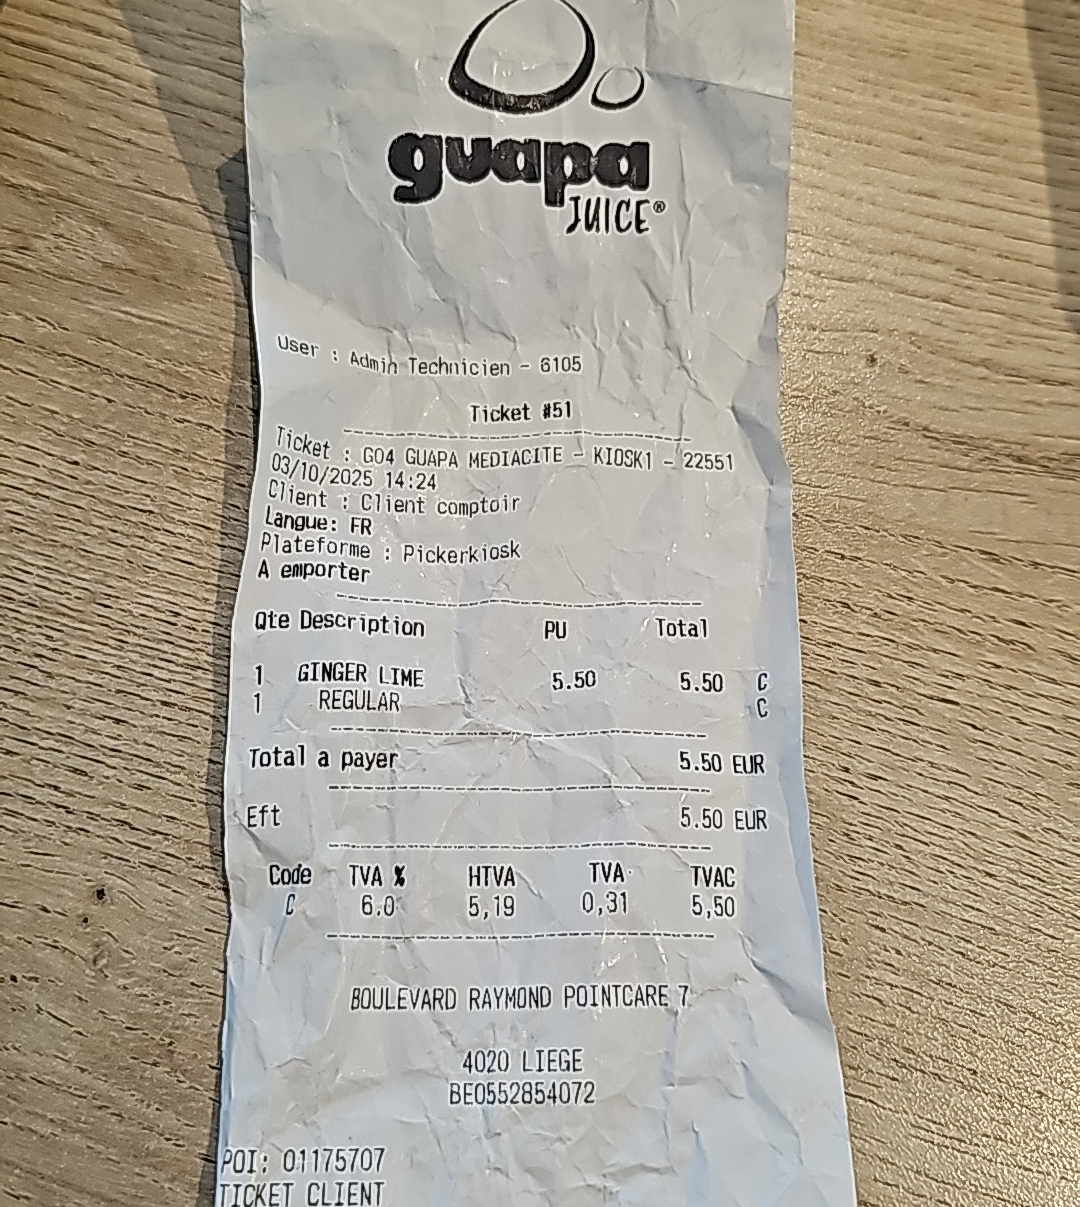 guapa
JUICE®
User : Admin Technicien - 6105
Ticket #51
Ticket : G04 GUAPA MEDIACITE - KIOSK1 - 22551
03/10/2025 14:24
Client : Client comptoir
Langue: FR
Plateforme : Pickerkiosk
A emporter
Qte Description PU Total
1 GINGER LIME 5.50 5.50 C
1 REGULAR C
Total a payer 5.50 EUR
Eft 5.50 EUR
Code TVA % HTVA TVA TVAC
C 6.0 5,19 0,31 5,50
BOULEVARD RAYMOND POINTCARE 7
4020 LIEGE
BE0552854072
POI: 01175707
TICKET CLIENT